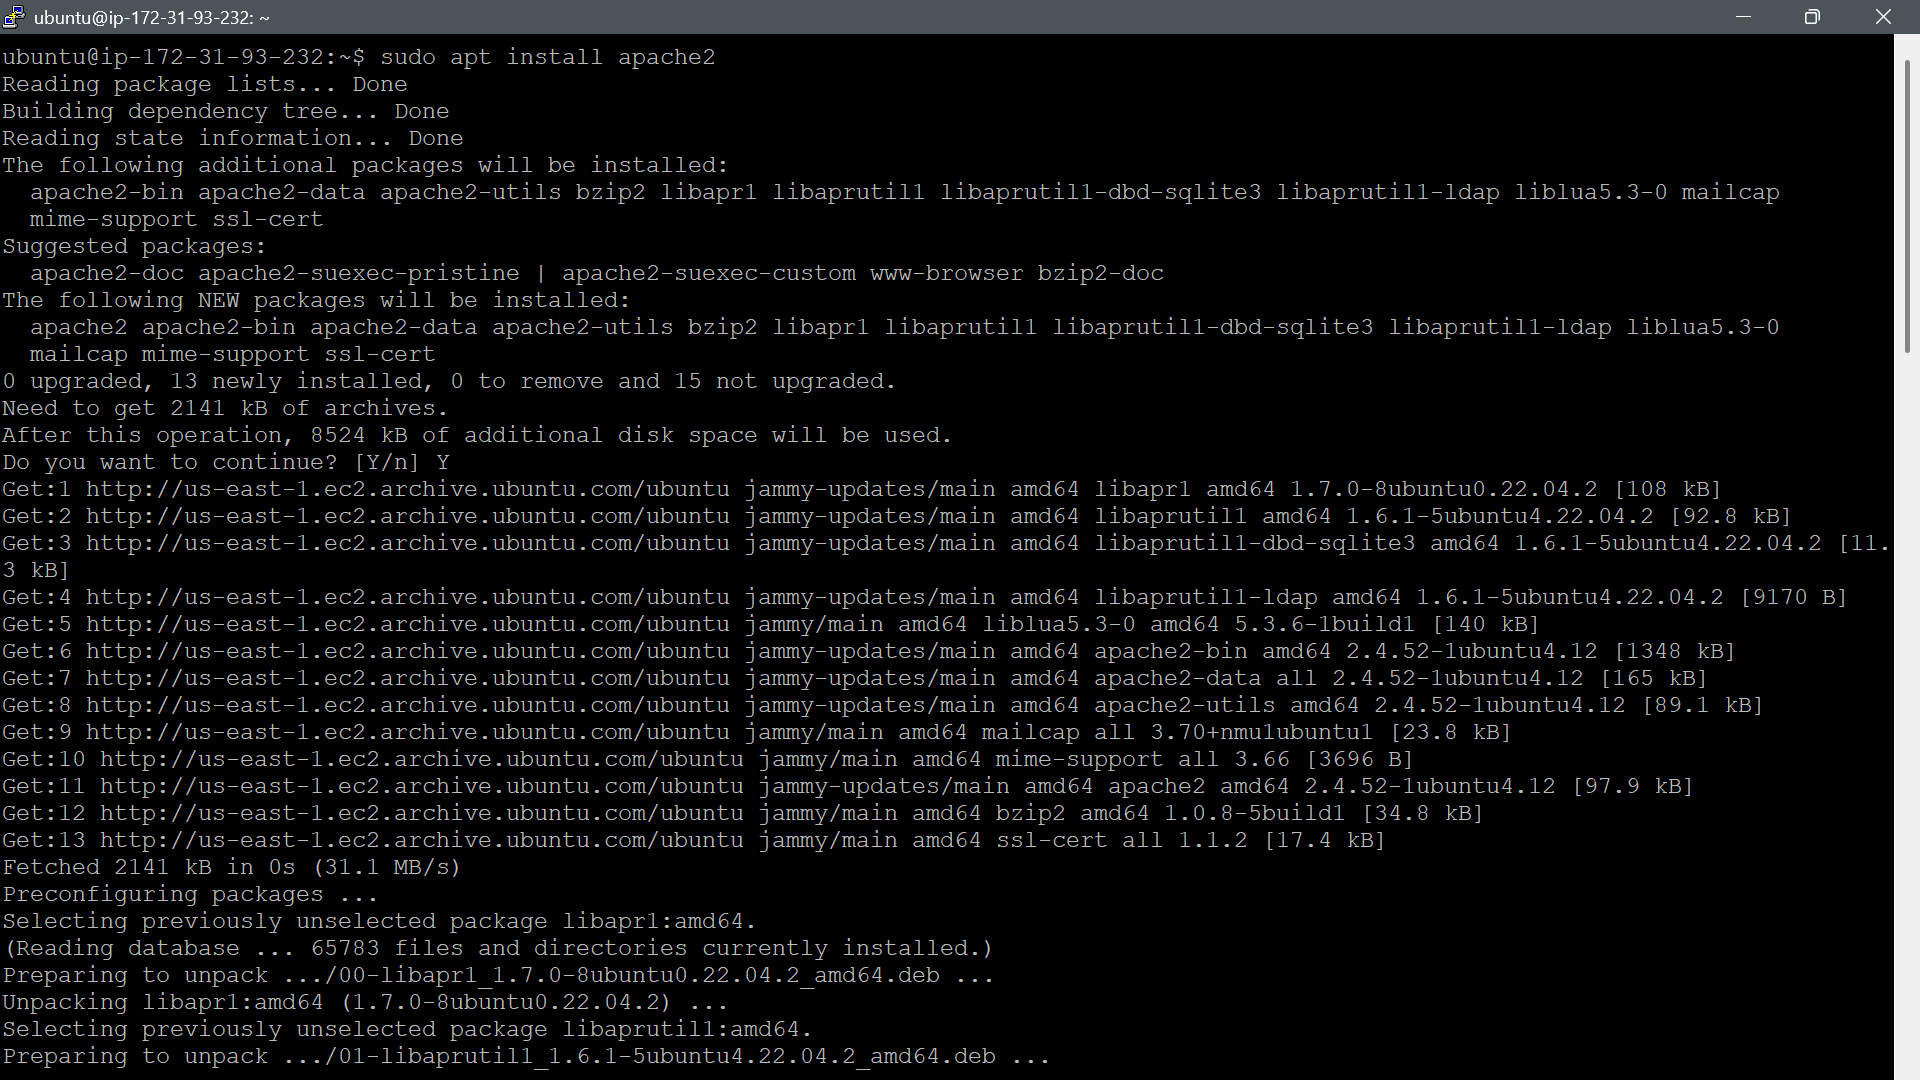 ubuntu@ip-172-31-93-232: ~
ubuntu@ip-172-31-93-232:~$ sudo apt install apache2
Reading package lists... Done
Building dependency tree... Done
Reading state information... Done
The following additional packages will be installed:
  apache2-bin apache2-data apache2-utils bzip2 libapr1 libaprutil1 libaprutil1-dbd-sqlite3 libaprutil1-ldap liblua5.3-0 mailcap
  mime-support ssl-cert
Suggested packages:
  apache2-doc apache2-suexec-pristine | apache2-suexec-custom www-browser bzip2-doc
The following NEW packages will be installed:
  apache2 apache2-bin apache2-data apache2-utils bzip2 libapr1 libaprutil1 libaprutil1-dbd-sqlite3 libaprutil1-ldap liblua5.3-0
  mailcap mime-support ssl-cert
0 upgraded, 13 newly installed, 0 to remove and 15 not upgraded.
Need to get 2141 kB of archives.
After this operation, 8524 kB of additional disk space will be used.
Do you want to continue? [Y/n] Y
Get:1 http://us-east-1.ec2.archive.ubuntu.com/ubuntu jammy-updates/main amd64 libapr1 amd64 1.7.0-8ubuntu0.22.04.2 [108 kB]
Get:2 http://us-east-1.ec2.archive.ubuntu.com/ubuntu jammy-updates/main amd64 libaprutil1 amd64 1.6.1-5ubuntu4.22.04.2 [92.8 kB]
Get:3 http://us-east-1.ec2.archive.ubuntu.com/ubuntu jammy-updates/main amd64 libaprutil1-dbd-sqlite3 amd64 1.6.1-5ubuntu4.22.04.2 [11.
3 kB]
Get:4 http://us-east-1.ec2.archive.ubuntu.com/ubuntu jammy-updates/main amd64 libaprutil1-ldap amd64 1.6.1-5ubuntu4.22.04.2 [9170 B]
Get:5 http://us-east-1.ec2.archive.ubuntu.com/ubuntu jammy/main amd64 liblua5.3-0 amd64 5.3.6-1build1 [140 kB]
Get:6 http://us-east-1.ec2.archive.ubuntu.com/ubuntu jammy-updates/main amd64 apache2-bin amd64 2.4.52-1ubuntu4.12 [1348 kB]
Get:7 http://us-east-1.ec2.archive.ubuntu.com/ubuntu jammy-updates/main amd64 apache2-data all 2.4.52-1ubuntu4.12 [165 kB]
Get:8 http://us-east-1.ec2.archive.ubuntu.com/ubuntu jammy-updates/main amd64 apache2-utils amd64 2.4.52-1ubuntu4.12 [89.1 kB]
Get:9 http://us-east-1.ec2.archive.ubuntu.com/ubuntu jammy/main amd64 mailcap all 3.70+nmu1ubuntu1 [23.8 kB]
Get:10 http://us-east-1.ec2.archive.ubuntu.com/ubuntu jammy/main amd64 mime-support all 3.66 [3696 B]
Get:11 http://us-east-1.ec2.archive.ubuntu.com/ubuntu jammy-updates/main amd64 apache2 amd64 2.4.52-1ubuntu4.12 [97.9 kB]
Get:12 http://us-east-1.ec2.archive.ubuntu.com/ubuntu jammy/main amd64 bzip2 amd64 1.0.8-5build1 [34.8 kB]
Get:13 http://us-east-1.ec2.archive.ubuntu.com/ubuntu jammy/main amd64 ssl-cert all 1.1.2 [17.4 kB]
Fetched 2141 kB in 0s (31.1 MB/s)
Preconfiguring packages ...
Selecting previously unselected package libapr1:amd64.
(Reading database ... 65783 files and directories currently installed.)
Preparing to unpack .../00-libapr1_1.7.0-8ubuntu0.22.04.2_amd64.deb ...
Unpacking libapr1:amd64 (1.7.0-8ubuntu0.22.04.2) ...
Selecting previously unselected package libaprutil1:amd64.
Preparing to unpack .../01-libaprutil1_1.6.1-5ubuntu4.22.04.2_amd64.deb ...